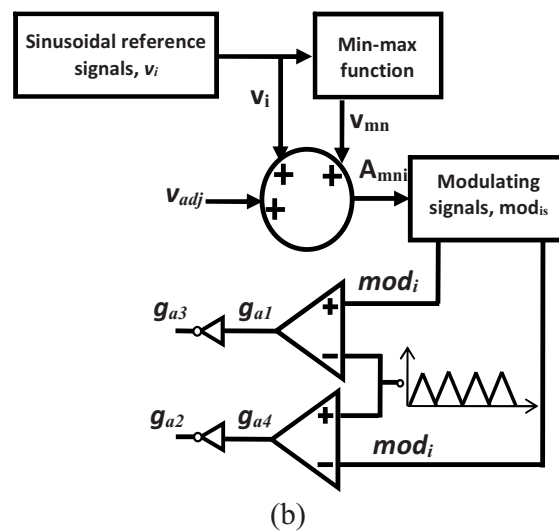 Sinusoidal reference
signals, vi
Min-max
function
vi
vmn
vadj
+
+
+
Amni
Modulating
signals, modis
modi
ga3
ga1
+
−
ga2
ga4
+
−
modi
(b)